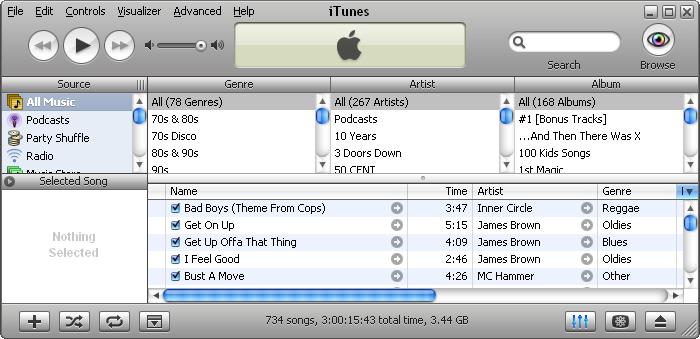 File Edit Controls Visualizer Advanced Help iTunes
Search Browse
Source Genre Artist Album
All Music All (78 Genres) All (267 Artists) All (168 Albums)
Podcasts 70s & 80s Podcasts #1 [Bonus Tracks]
Party Shuffle 70s Disco 10 Years ...And Then There Was X
Radio 80s & 90s 3 Doors Down 100 Kids Songs
Music Store 90s 50 CENT 1st Magic
Selected Song
Name Time Artist Genre
Bad Boys (Theme From Cops) 3:47 Inner Circle Reggae
Get On Up 5:15 James Brown Oldies
Nothing Get Up Offa That Thing 4:09 James Brown Blues
Selected I Feel Good 2:46 James Brown Oldies
Bust A Move 4:26 MC Hammer Other
734 songs, 3:00:15:43 total time, 3.44 GB